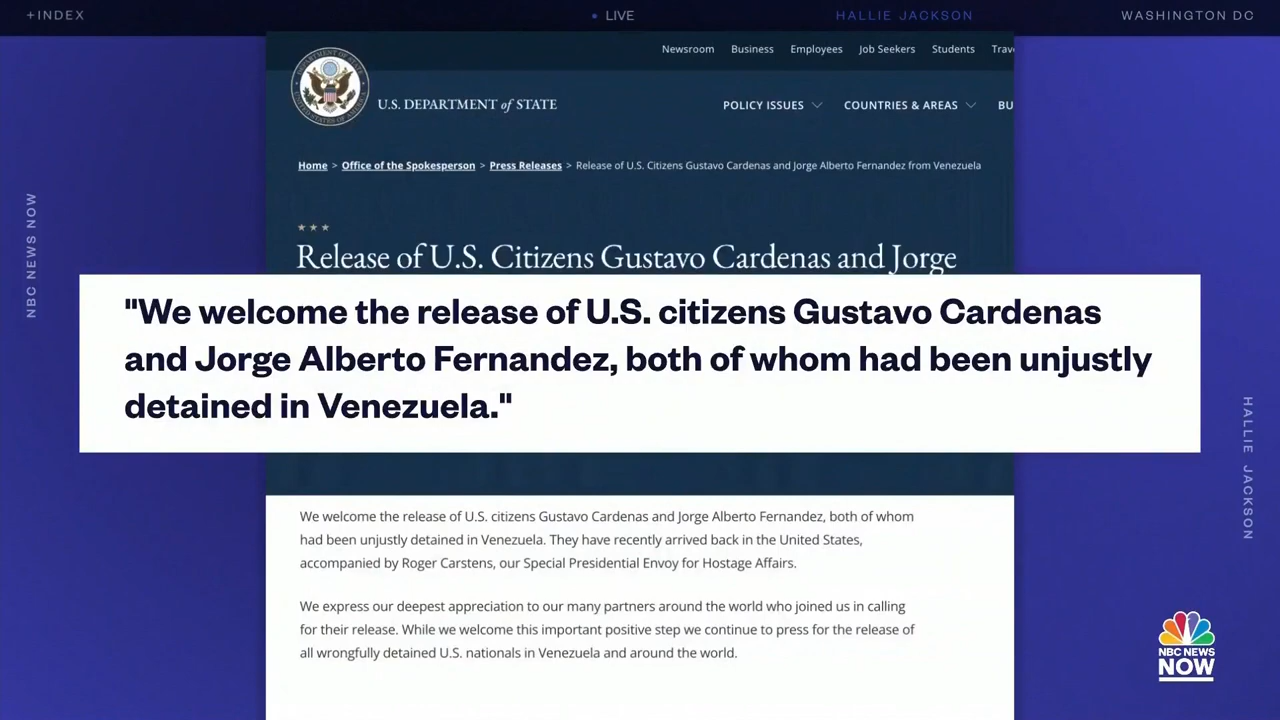 +INDEX
LIVE
HALLIE JACKSON
WASHINGTON DC
Newsroom Business Employees Job Seekers Students Trav
U.S. DEPARTMENT of STATE
POLICY ISSUES COUNTRIES & AREAS BU
Home > Office of the Spokesperson > Press Releases > Release of U.S. Citizens Gustavo Cardenas and Jorge Alberto Fernandez from Venezuela
Release of U.S. Citizens Gustavo Cardenas and Jorge
"We welcome the release of U.S. citizens Gustavo Cardenas
and Jorge Alberto Fernandez, both of whom had been unjustly
detained in Venezuela."
We welcome the release of U.S. citizens Gustavo Cardenas and Jorge Alberto Fernandez, both of whom
had been unjustly detained in Venezuela. They have recently arrived back in the United States,
accompanied by Roger Carstens, our Special Presidential Envoy for Hostage Affairs.
We express our deepest appreciation to our many partners around the world who joined us in calling
for their release. While we welcome this important positive step we continue to press for the release of
all wrongfully detained U.S. nationals in Venezuela and around the world.
NBC NEWS NOW
HALLIE JACKSON
NBC NEWS
NOW